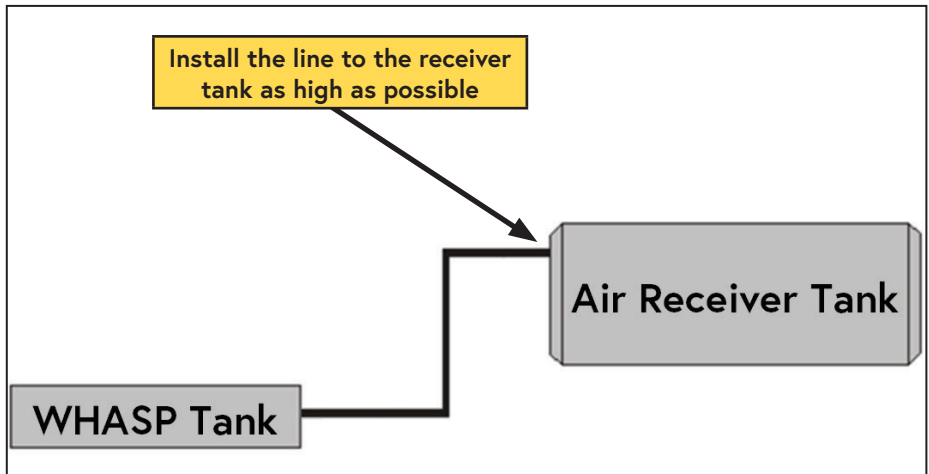 Install the line to the receiver
tank as high as possible
Air Receiver Tank
WHASP Tank